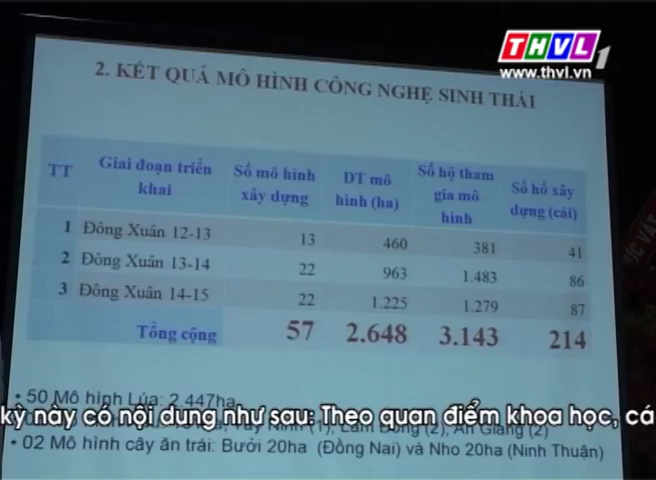 THVL1
www.thvl.vn
2. KẾT QUẢ MÔ HÌNH CÔNG NGHỆ SINH THÁI
TT Giai đoạn triển khai Số mô hình xây dựng DT mô hình (ha) Số hộ tham gia mô hình Số hố xây dựng (cái)
1 Đông Xuân 12-13 13 460 381 41
2 Đông Xuân 13-14 22 963 1.483 86
3 Đông Xuân 14-15 22 1.225 1.279 87
Tổng cộng 57 2.648 3.143 214
• 50 Mô hình Lúa: 2.447ha
kỳ này có nội dung như sau: Theo quan điểm khoa học, cá
Tây Ninh (1), Lâm Đồng (2), An Giang (2)
• 02 Mô hình cây ăn trái: Bưởi 20ha (Đồng Nai) và Nho 20ha (Ninh Thuận)